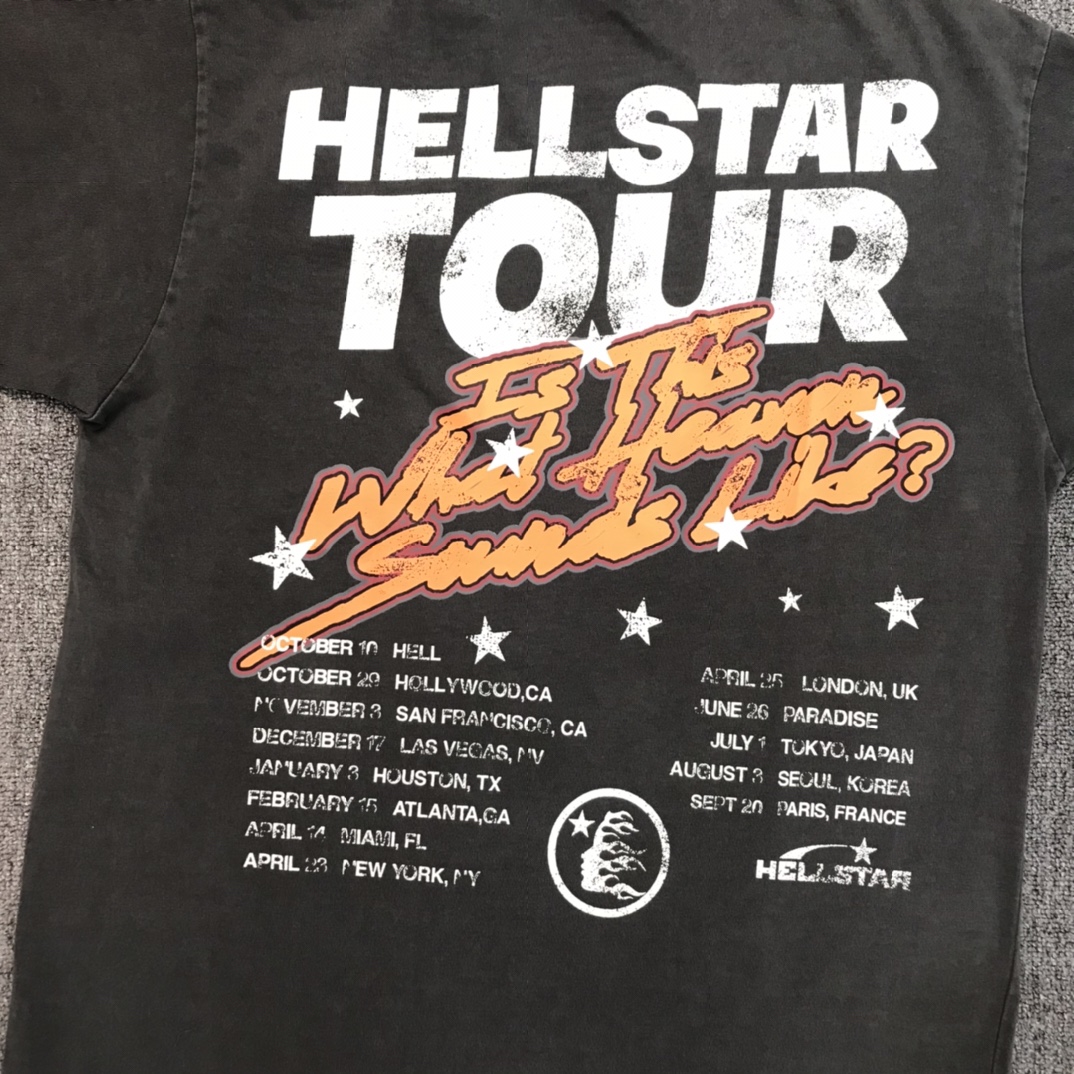 HELLSTAR
TOUR
Is This
What Heaven
Sounds Like?
OCTOBER 10 HELL
OCTOBER 29 HOLLYWOOD,CA
NOVEMBER 3 SAN FRANCISCO, CA
DECEMBER 17 LAS VEGAS, NV
JANUARY 3 HOUSTON, TX
FEBRUARY 15 ATLANTA,GA
APRIL 14 MIAMI, FL
APRIL 23 NEW YORK, NY
APRIL 25 LONDON, UK
JUNE 26 PARADISE
JULY 1 TOKYO, JAPAN
AUGUST 3 SEOUL, KOREA
SEPT 20 PARIS, FRANCE
HELLSTAR